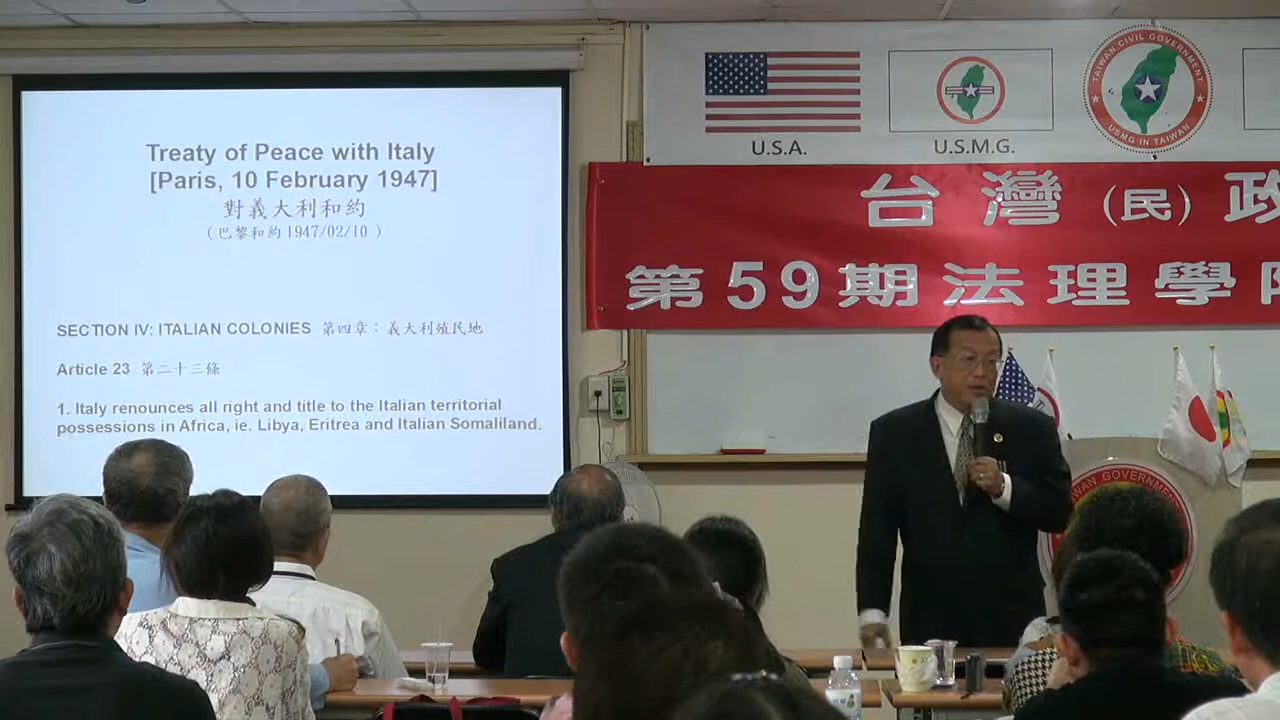 Treaty of Peace with Italy
[Paris, 10 February 1947]
對義大利和約
(巴黎和約 1947/02/10 )
SECTION IV: ITALIAN COLONIES 第四章：義大利殖民地
Article 23 第二十三條
1. Italy renounces all right and title to the Italian territorial
possessions in Africa, ie. Libya, Eritrea and Italian Somaliland.
U.S.A.
U.S.M.G.
TAIWAN CIVIL GOVERNMENT
USMG IN TAIWAN
台灣(民)政
第59期法理學
TAIWAN GOVERNMENT